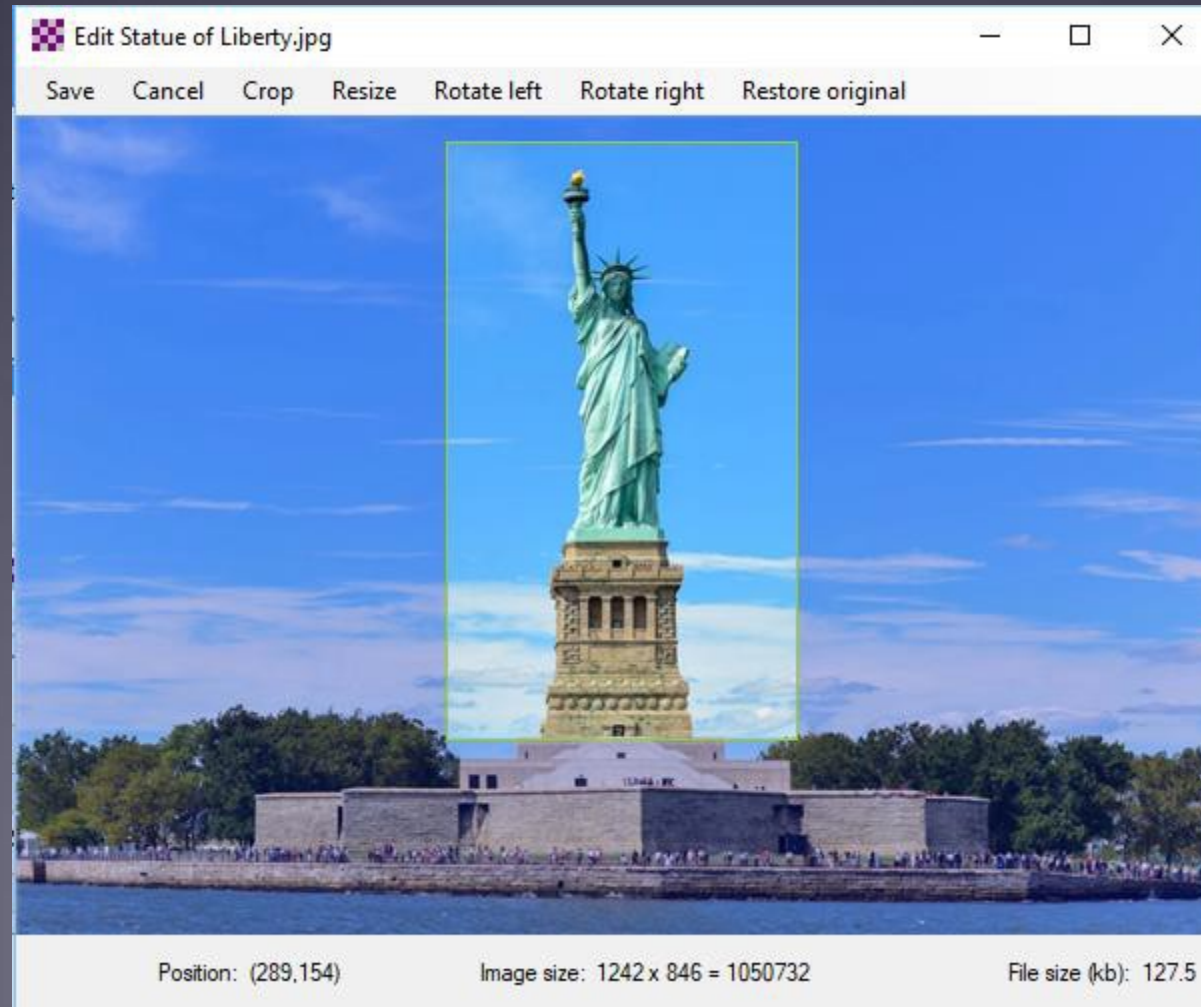 Edit Statue of Liberty.jpg
Save Cancel Crop Resize Rotate left Rotate right Restore original
Position: (289,154) Image size: 1242 x 846 = 1050732 File size (kb): 127.5